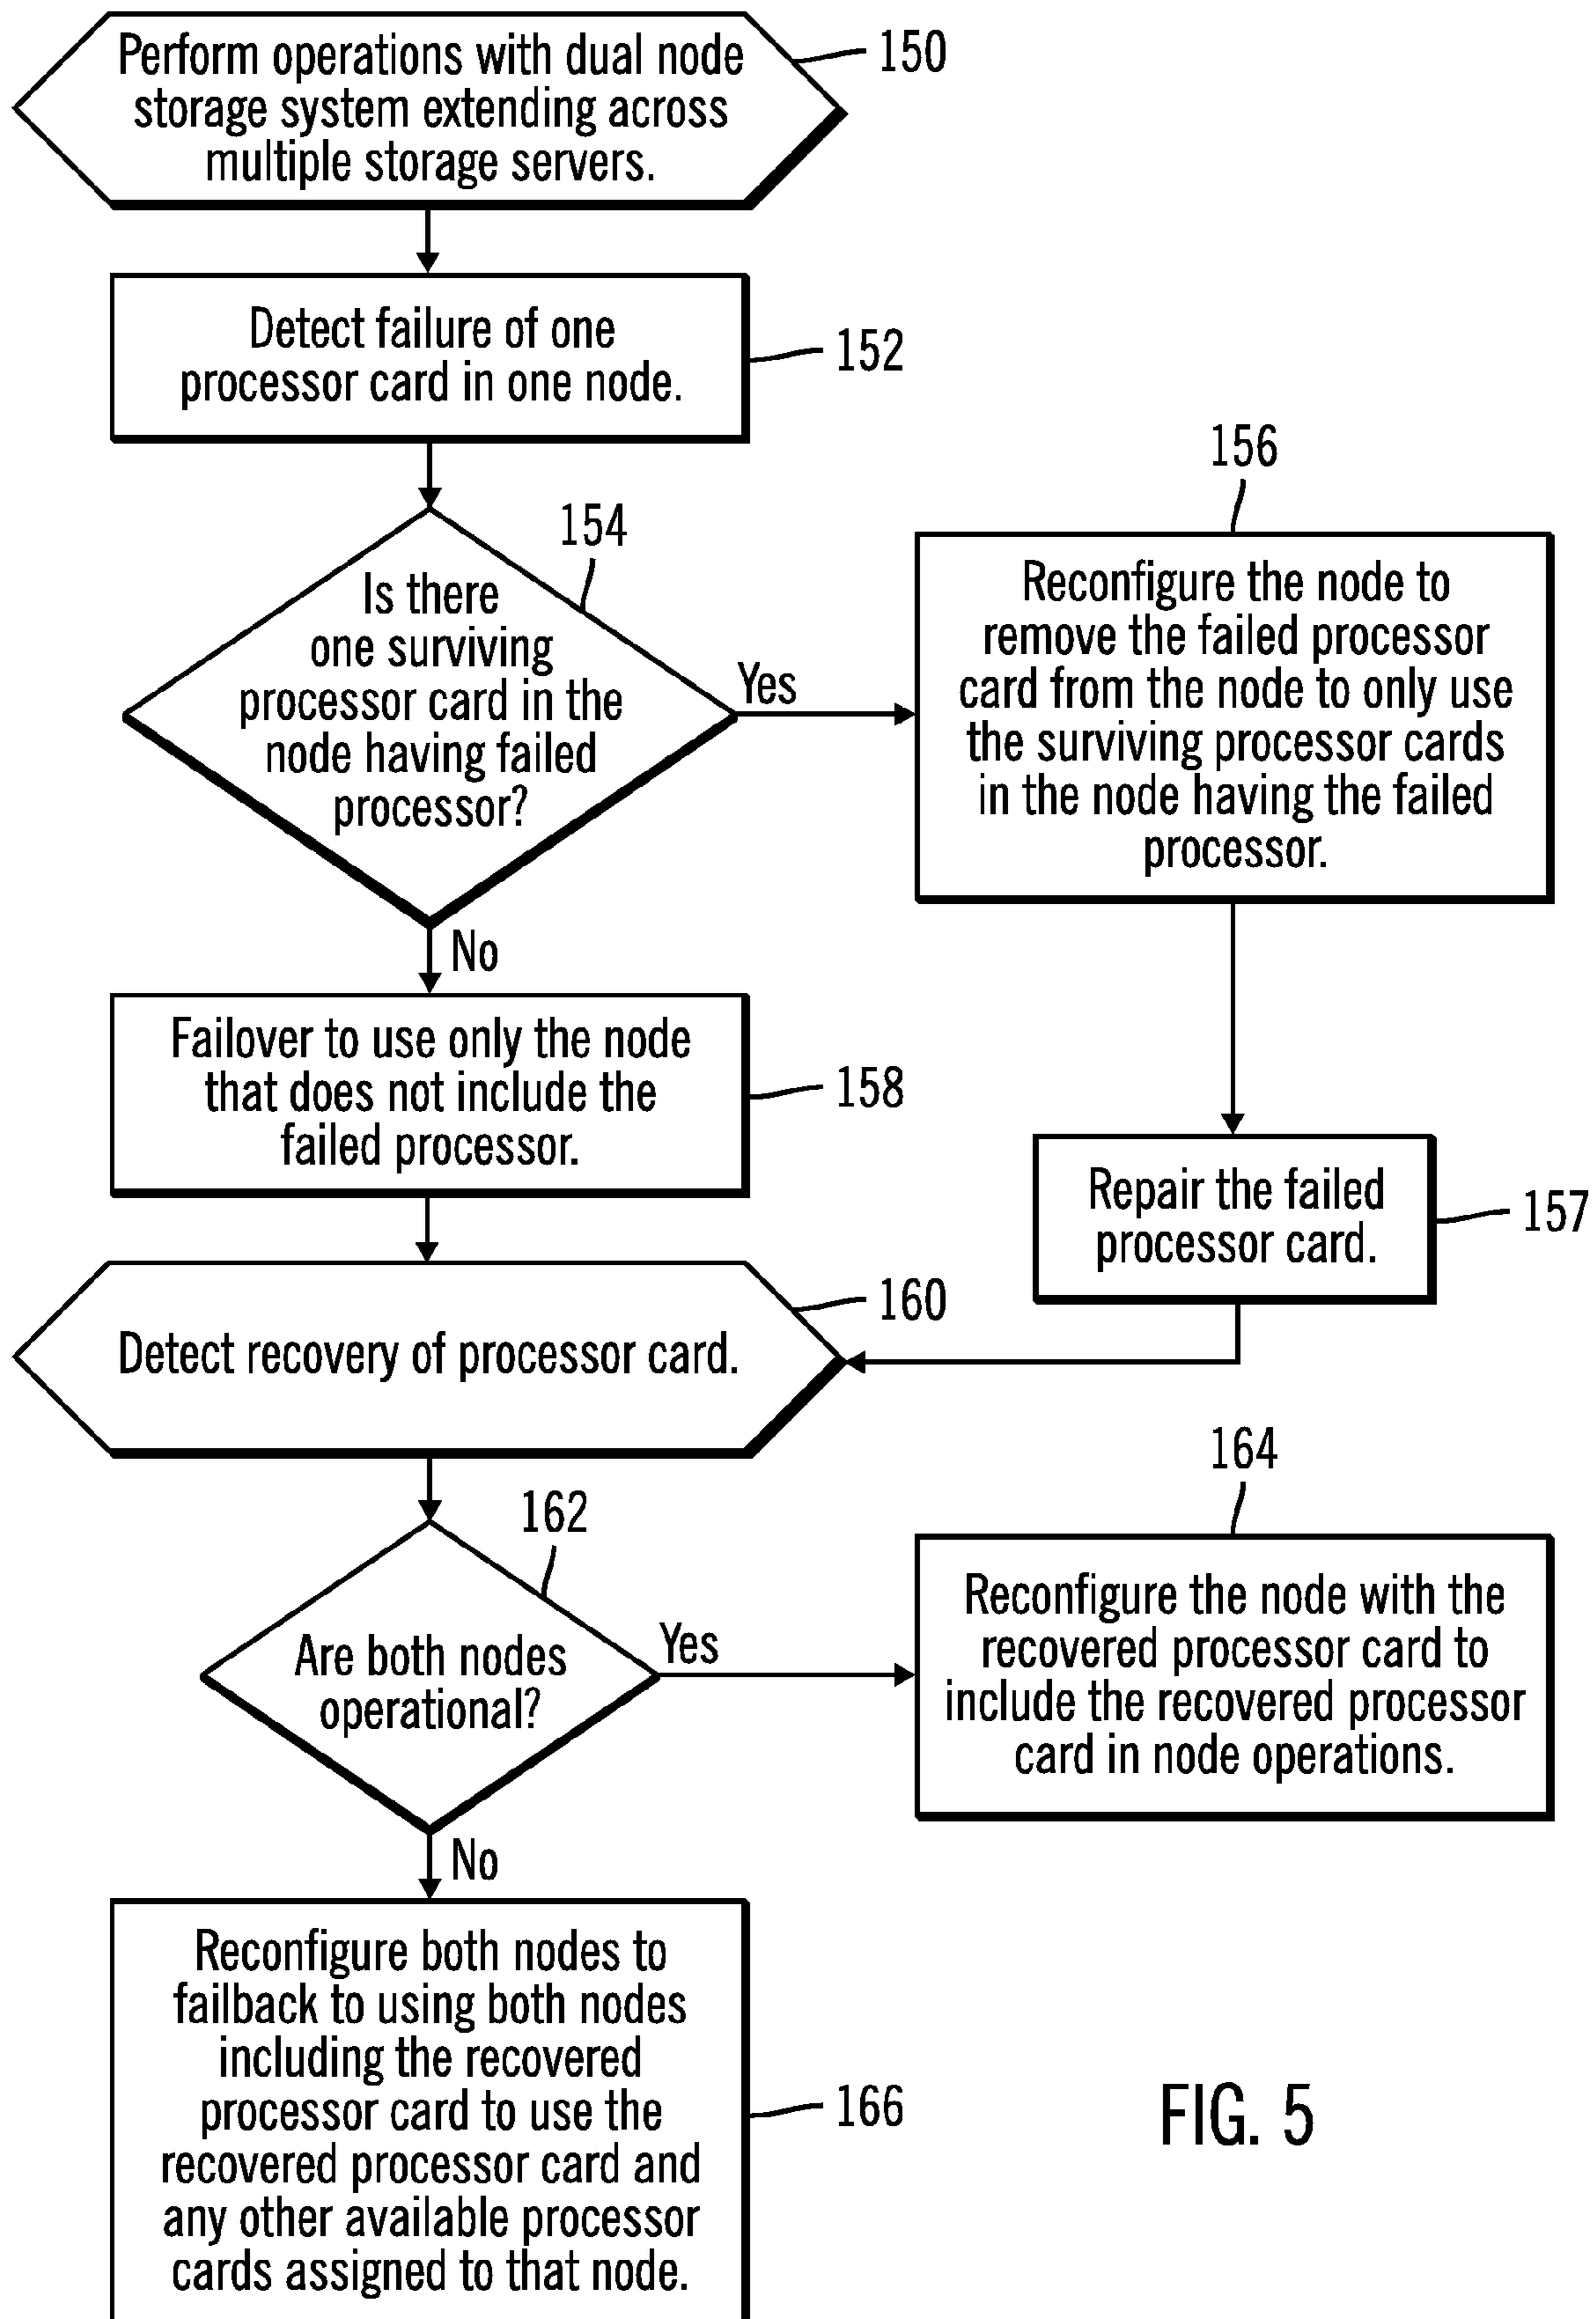 Perform operations with dual node
storage system extending across
multiple storage servers.
150
Detect failure of one
processor card in one node.
152
154
Is there
one surviving
processor card in the
node having failed
processor?
Yes
No
156
Reconfigure the node to
remove the failed processor
card from the node to only use
the surviving processor cards
in the node having the failed
processor.
Failover to use only the node
that does not include the
failed processor.
158
Repair the failed
processor card.
157
Detect recovery of processor card.
160
162
Are both nodes
operational?
Yes
No
164
Reconfigure the node with the
recovered processor card to
include the recovered processor
card in node operations.
Reconfigure both nodes to
failback to using both nodes
including the recovered
processor card to use the
recovered processor card and
any other available processor
cards assigned to that node.
166
FIG. 5